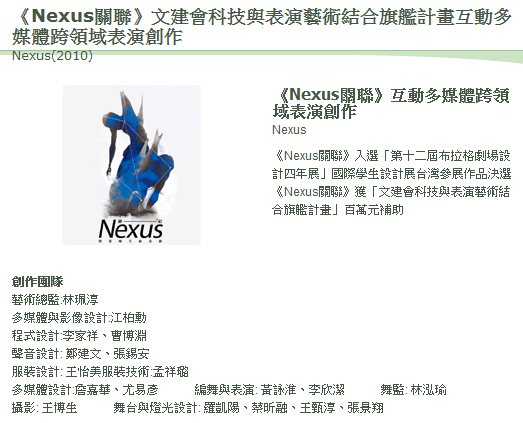 《Nexus關聯》文建會科技與表演藝術結合旗艦計畫互動多
媒體跨領域表演創作
Nexus(2010)
《Nexus關聯》互動多媒體跨領
域表演創作
Nexus
《Nexus關聯》入選「第十二屆布拉格劇場設
計四年展」國際學生設計展台灣參展作品決選
《Nexus關聯》獲「文建會科技與表演藝術結
合旗艦計畫」百萬元補助
Nexus
創作團隊
藝術總監:林珮淳
多媒體與影像設計:江柏勳
程式設計:李家祥、曹博淵
聲音設計: 鄭建文、張錫安
服裝設計: 王怡美服裝技術:孟祥璐
多媒體設計:詹嘉華、尤易彥 編舞與表演: 黃詠淮、李欣潔 舞監: 林泓瑜
攝影: 王博生 舞台與燈光設計: 羅凱陽、蔡昕融、王甄淳、張景翔